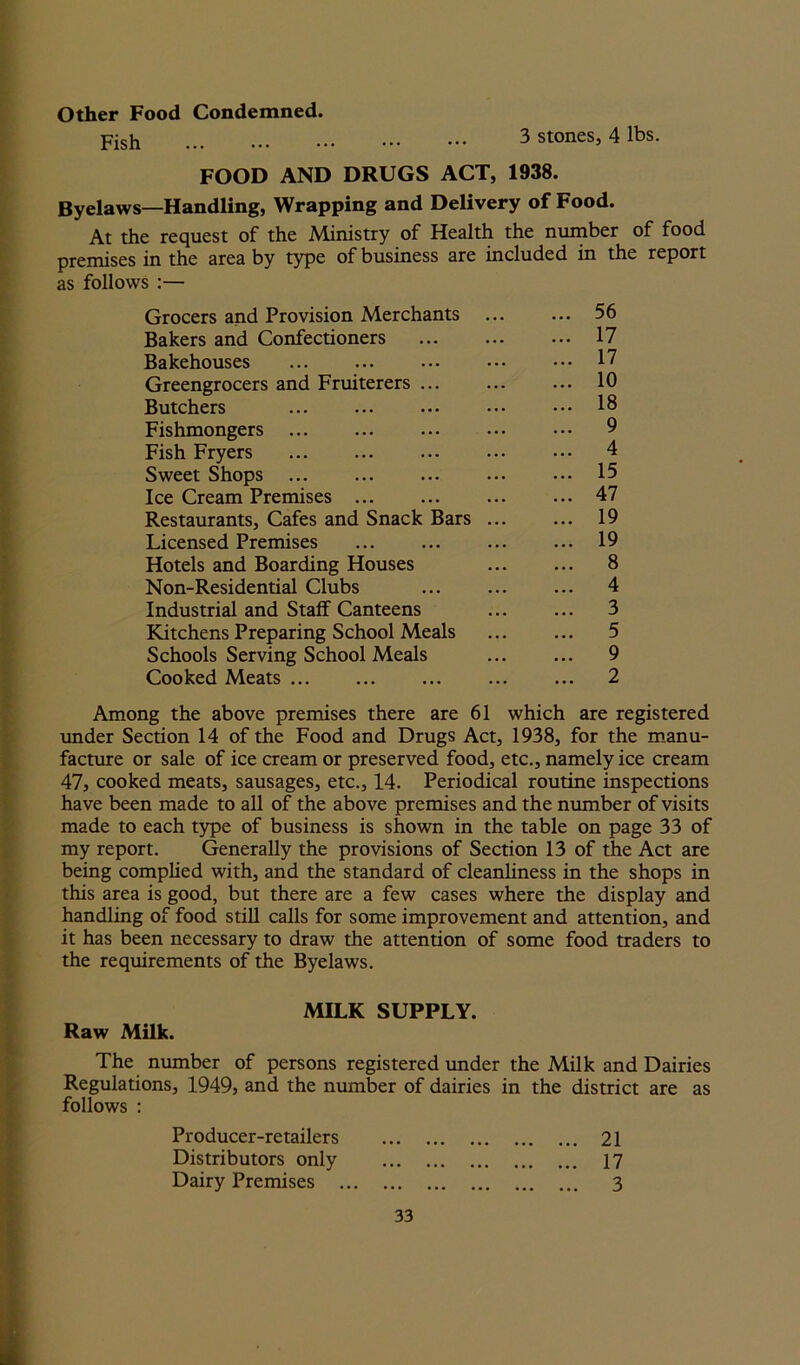 Other Food Condemned.
Fish ... ... ... ... ... 3 stones, 4 lbs.
FOOD AND DRUGS ACT, 1938.
Byelaws—Handling, Wrapping and Delivery of Food.
At the request of the Ministry of Health the number of food
premises in the area by type of business are included in the report
as follows :—
Grocers and Provision Merchants ... ... 56
Bakers and Confectioners ... ... ... 17
Bakehouses ... ... ... ... ... 17
Greengrocers and Fruiterers ... ... ... 10
Butchers ... ... ... ... ... 18
Fishmongers ... ... ... ... ... 9
Fish Fryers ... ... ... ... ... 4
Sweet Shops ... ... ... ... ... 15
Ice Cream Premises ... ... ... ... 47
Restaurants, Cafes and Snack Bars ... ... 19
Licensed Premises ... ... ... ... 19
Hotels and Boarding Houses ... ... 8
Non-Residential Clubs ... ... ... 4
Industrial and Staff Canteens ... ... 3
Kitchens Preparing School Meals ... ... 5
Schools Serving School Meals ... ... 9
Cooked Meats ... ... ... ... ... 2
Among the above premises there are 61 which are registered
under Section 14 of the Food and Drugs Act, 1938, for the manu-
facture or sale of ice cream or preserved food, etc., namely ice cream
47, cooked meats, sausages, etc., 14. Periodical routine inspections
have been made to all of the above premises and the number of visits
made to each type of business is shown in the table on page 33 of
my report. Generally the provisions of Section 13 of the Act are
being complied with, and the standard of cleanliness in the shops in
this area is good, but there are a few cases where the display and
handling of food still calls for some improvement and attention, and
it has been necessary to draw the attention of some food traders to
the requirements of the Byelaws.
MILK SUPPLY.
Raw Milk.
The number of persons registered under the Milk and Dairies
Regulations, 1949, and the number of dairies in the district are as
follows :
Producer-retailers ... ... ... ... ... 21
Distributors only ... ... ... ... ... 17
Dairy Premises ... ... ... ... ... ... 3
33